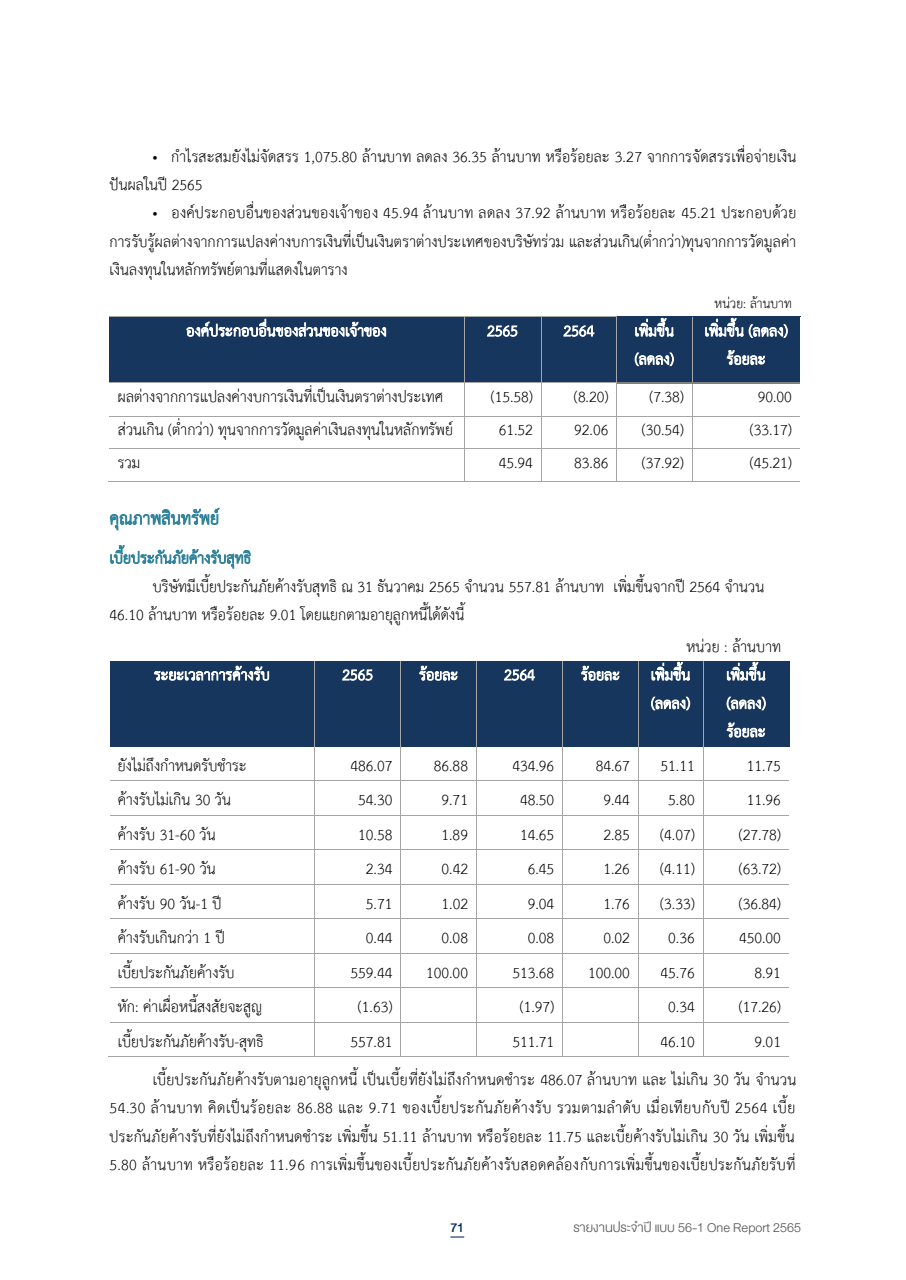 • กำไรสะสมยังไม่จัดสรร 1,075.80 ล้านบาท ลดลง 36.35 ล้านบาท หรือร้อยละ 3.27 จากการจัดสรรเพื่อจ่ายเงิน
ปันผลในปี 2565
• องค์ประกอบอื่นของส่วนของเจ้าของ 45.94 ล้านบาท ลดลง 37.92 ล้านบาท หรือร้อยละ 45.21 ประกอบด้วย
การรับรู้ผลต่างจากการแปลงค่างบการเงินที่เป็นเงินตราต่างประเทศของบริษัทร่วม และส่วนเกิน(ต่ำกว่า)ทุนจากการวัดมูลค่า
เงินลงทุนในหลักทรัพย์ตามที่แสดงในตาราง
หน่วย: ล้านบาท
องค์ประกอบอื่นของส่วนของเจ้าของ 2565 2564 เพิ่มขึ้น เพิ่มขึ้น (ลดลง)
(ลดลง) ร้อยละ
ผลต่างจากการแปลงค่างบการเงินที่เป็นเงินตราต่างประเทศ (15.58) (8.20) (7.38) 90.00
ส่วนเกิน (ต่ำกว่า) ทุนจากการวัดมูลค่าเงินลงทุนในหลักทรัพย์ 61.52 92.06 (30.54) (33.17)
รวม 45.94 83.86 (37.92) (45.21)
คุณภาพสินทรัพย์
เบี้ยประกันภัยค้างรับสุทธิ
บริษัทมีเบี้ยประกันภัยค้างรับสุทธิ ณ 31 ธันวาคม 2565 จำนวน 557.81 ล้านบาท เพิ่มขึ้นจากปี 2564 จำนวน
46.10 ล้านบาท หรือร้อยละ 9.01 โดยแยกตามอายุลูกหนี้ได้ดังนี้
หน่วย : ล้านบาท
ระยะเวลาการค้างรับ 2565 ร้อยละ 2564 ร้อยละ เพิ่มขึ้น เพิ่มขึ้น
(ลดลง) (ลดลง)
ร้อยละ
ยังไม่ถึงกำหนดรับชำระ 486.07 86.88 434.96 84.67 51.11 11.75
ค้างรับไม่เกิน 30 วัน 54.30 9.71 48.50 9.44 5.80 11.96
ค้างรับ 31-60 วัน 10.58 1.89 14.65 2.85 (4.07) (27.78)
ค้างรับ 61-90 วัน 2.34 0.42 6.45 1.26 (4.11) (63.72)
ค้างรับ 90 วัน-1 ปี 5.71 1.02 9.04 1.76 (3.33) (36.84)
ค้างรับเกินกว่า 1 ปี 0.44 0.08 0.08 0.02 0.36 450.00
เบี้ยประกันภัยค้างรับ 559.44 100.00 513.68 100.00 45.76 8.91
หัก: ค่าเผื่อหนี้สงสัยจะสูญ (1.63) (1.97) 0.34 (17.26)
เบี้ยประกันภัยค้างรับ-สุทธิ 557.81 511.71 46.10 9.01
เบี้ยประกันภัยค้างรับตามอายุลูกหนี้ เป็นเบี้ยที่ยังไม่ถึงกำหนดชำระ 486.07 ล้านบาท และ ไม่เกิน 30 วัน จำนวน
54.30 ล้านบาท คิดเป็นร้อยละ 86.88 และ 9.71 ของเบี้ยประกันภัยค้างรับ รวมตามลำดับ เมื่อเทียบกับปี 2564 เบี้ย
ประกันภัยค้างรับที่ยังไม่ถึงกำหนดชำระ เพิ่มขึ้น 51.11 ล้านบาท หรือร้อยละ 11.75 และเบี้ยค้างรับไม่เกิน 30 วัน เพิ่มขึ้น
5.80 ล้านบาท หรือร้อยละ 11.96 การเพิ่มขึ้นของเบี้ยประกันภัยค้างรับสอดคล้องกับการเพิ่มขึ้นของเบี้ยประกันภัยรับที่
71 รายงานประจำปี แบบ 56-1 One Report 2565